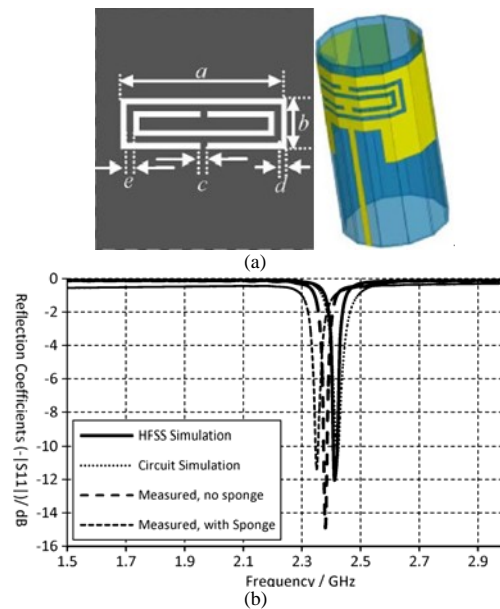 a
b
e
c
d
(a)
Reflection Coefficients (-|S11|)/ dB
0
-2
-4
-6
-8
-10
-12
-14
-16
HFSS Simulation
Circuit Simulation
Measured, no sponge
Measured, with Sponge
1.5 1.7 1.9 2.1 2.3 2.5 2.7 2.9
Frequency / GHz
(b)